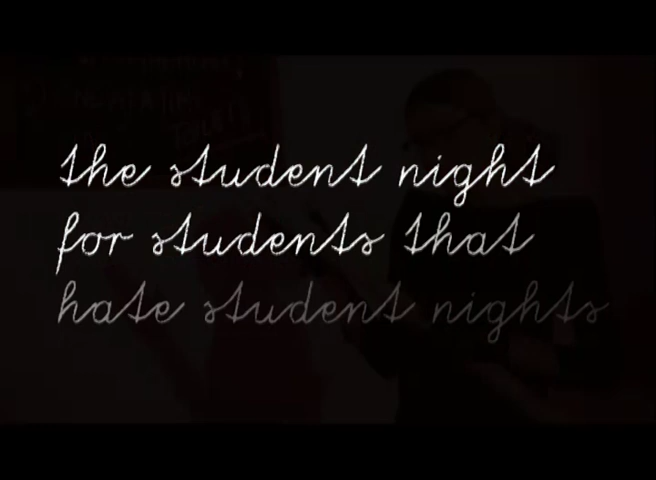 the student night
for students that
hate student nights